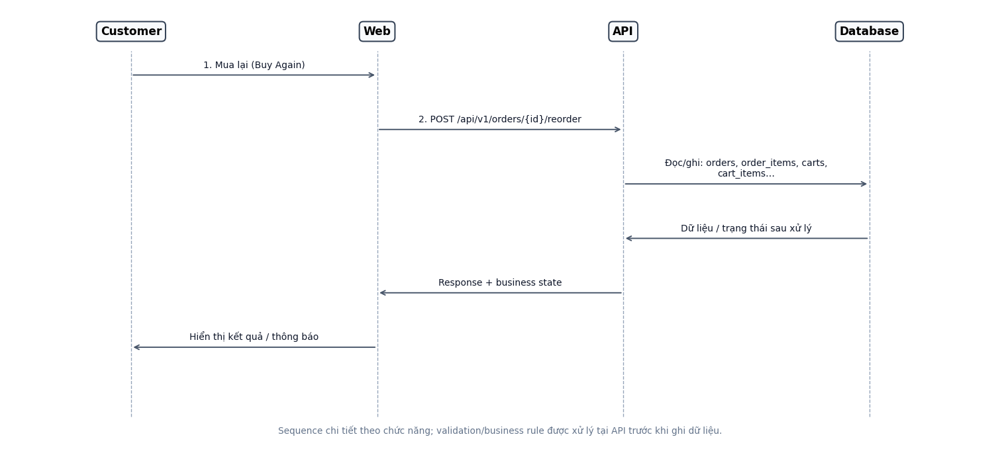 Customer
Web
API
Database
1. Mua lại (Buy Again)
2. POST /api/v1/orders/{id}/reorder
Đọc/ghi: orders, order_items, carts,
cart_items...
Dữ liệu / trạng thái sau xử lý
Response + business state
Hiển thị kết quả / thông báo
Sequence chi tiết theo chức năng; validation/business rule được xử lý tại API trước khi ghi dữ liệu.